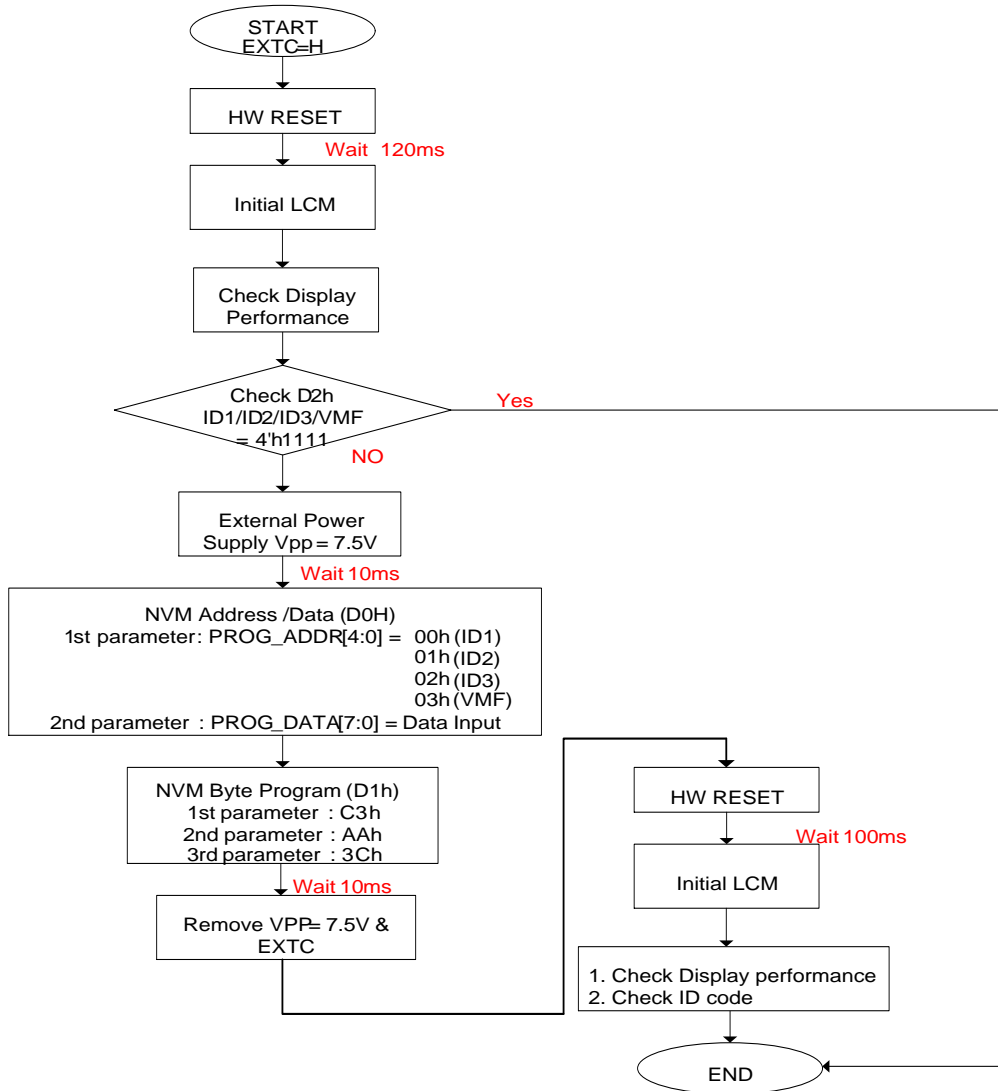 START
EXTC=H
HW RESET
Wait 120ms
Initial LCM
Check Display
Performance
Check D2h
ID1/ID2/ID3/VMF
= 4'h1111
Yes
NO
External Power
Supply Vpp = 7.5V
Wait 10ms
NVM Address /Data (D0H)
1st parameter: PROG_ADDR[4:0] = 00h (ID1)
01h (ID2)
02h (ID3)
03h (VMF)
2nd parameter : PROG_DATA[7:0] = Data Input
NVM Byte Program (D1h)
1st parameter : C3h
2nd parameter : AAh
3rd parameter : 3Ch
Wait 10ms
Remove VPP= 7.5V &
EXTC
HW RESET
Wait 100ms
Initial LCM
1. Check Display performance
2. Check ID code
END